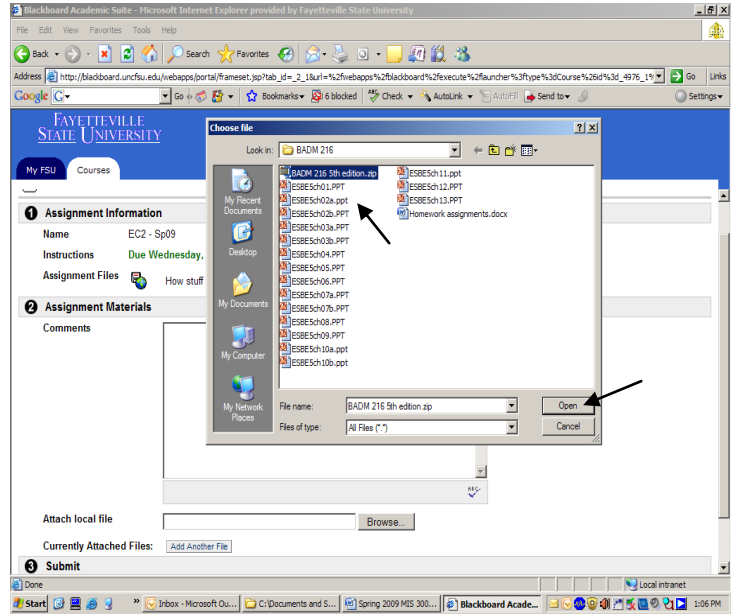 Blackboard Academic Suite - Microsoft Internet Explorer provided by Fayetteville State University
File Edit View Favorites Tools Help
Back Search Favorites
Address http://blackboard.uncfsu.edu/webapps/portal/frameset.jsp?tab_id=_2_1&url=%2fwebapps%2fblackboard%2fexecute%2flauncher%3ftype%3dCourse%26id%3d_4976_1% Go Links
Google G Go Bookmarks 6 blocked Check AutoLink AutoFill Send to Settings
FAYETTEVILLE
STATE UNIVERSITY
My FSU Courses
Choose file
Look in: BADM 216
My Recent Documents
Desktop
My Documents
My Computer
My Network Places
BADM 216 5th edition.zip
ESBE5ch01.PPT
ESBE5ch02a.ppt
ESBE5ch02b.PPT
ESBE5ch03a.PPT
ESBE5ch03b.PPT
ESBE5ch04.PPT
ESBE5ch05.PPT
ESBE5ch06.PPT
ESBE5ch07a.PPT
ESBE5ch07b.PPT
ESBE5ch08.PPT
ESBE5ch09.PPT
ESBE5ch10a.ppt
ESBE5ch10b.ppt
ESBE5ch11.ppt
ESBE5ch12.PPT
ESBE5ch13.PPT
Homework assignments.docx
File name: BADM 216 5th edition.zip Open
Files of type: All Files (*.*) Cancel
1 Assignment Information
Name EC2 - Sp09
Instructions Due Wednesday,
Assignment Files How stuff
2 Assignment Materials
Comments
ABC
Attach local file Browse...
Currently Attached Files: Add Another File
3 Submit
Done Local intranet
Start » Inbox - Microsoft Ou... C:\Documents and S... Spring 2009 MIS 300... Blackboard Acade... 1:06 PM